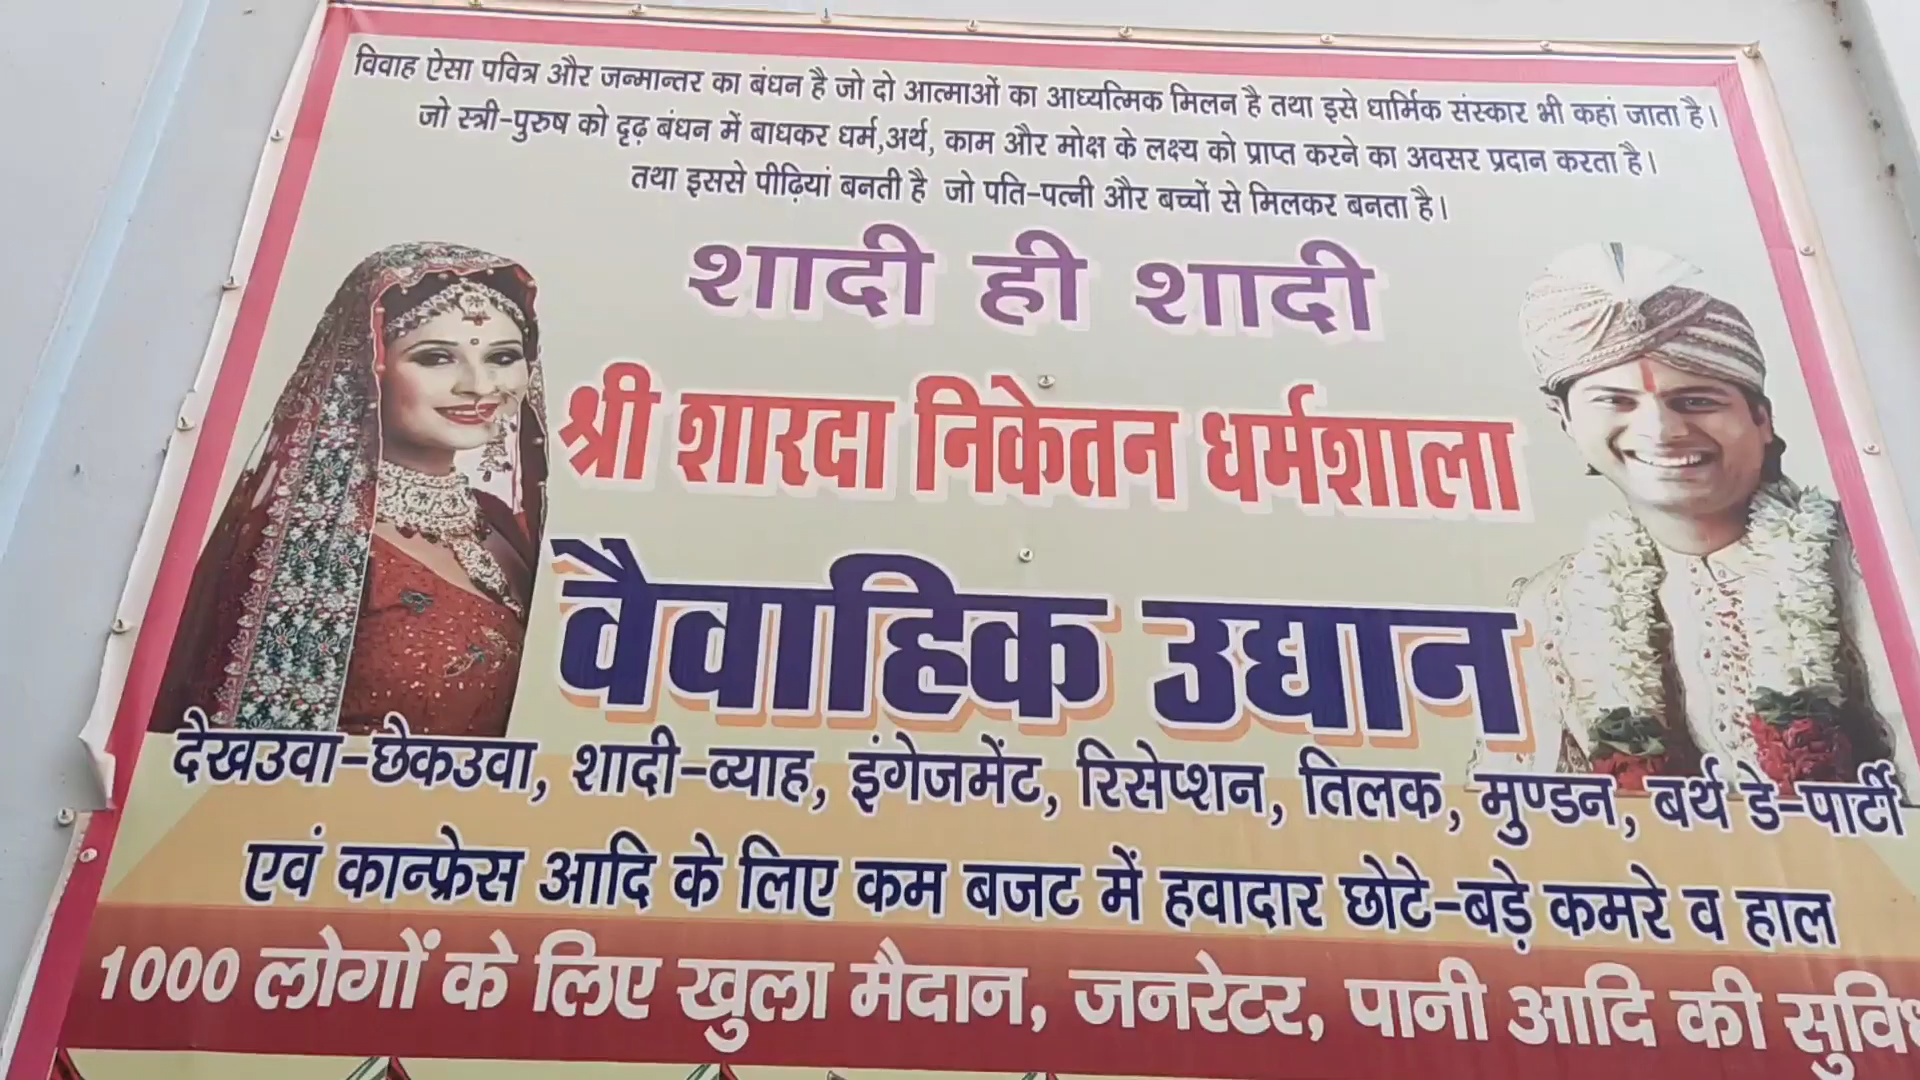 विवाह ऐसा पवित्र और जन्मान्तर का बंधन है जो दो आत्माओं का आध्यत्मिक मिलन है तथा इसे धार्मिक संस्कार भी कहां जाता है।
जो स्त्री-पुरुष को दृढ़ बंधन में बाधकर धर्म,अर्थ, काम और मोक्ष के लक्ष्य को प्राप्त करने का अवसर प्रदान करता है।
तथा इससे पीढ़ियां बनती है जो पति-पत्नी और बच्चों से मिलकर बनता है।
शादी ही शादी
श्री शारदा निकेतन धर्मशाला
वैवाहिक उद्यान
देखउवा-छेकउवा, शादी-व्याह, इंगेजमेंट, रिसेप्शन, तिलक, मुण्डन, बर्थ डे-पार्टी
एवं कान्फ्रेस आदि के लिए कम बजट में हवादार छोटे-बड़े कमरे व हाल
1000 लोगों के लिए खुला मैदान, जनरेटर, पानी आदि की